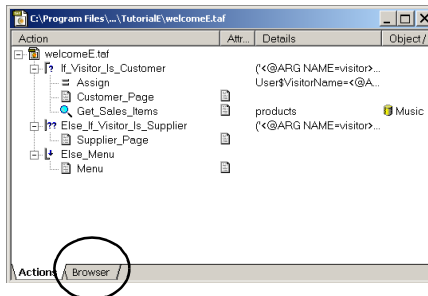 C:\Program Files\...\TutorialE\welcomeE.taf
Action Attr... Details Object/
welcomeE.taf
If_Visitor_Is_Customer ('<@ARG NAME=visitor>...
Assign User$VisitorName=<@A...
Customer_Page
Get_Sales_Items products Music
Else_If_Visitor_Is_Supplier ('<@ARG NAME=visitor>...
Supplier_Page
Else_Menu
Menu
Actions Browser